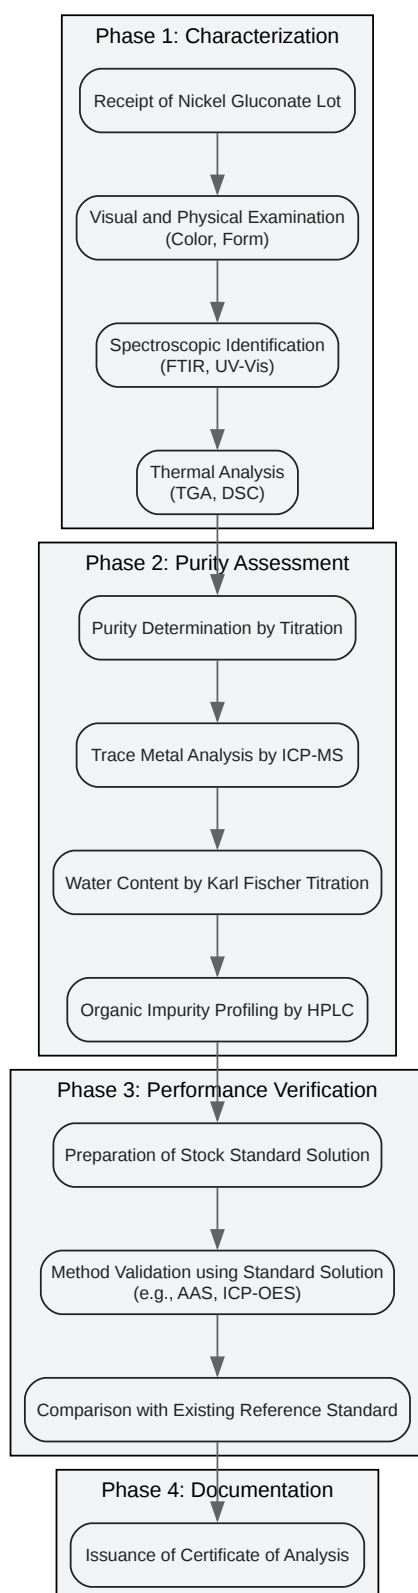 Phase 1: Characterization
Receipt of Nickel Gluconate Lot
Visual and Physical Examination
(Color, Form)
Spectroscopic Identification
(FTIR, UV-Vis)
Thermal Analysis
(TGA, DSC)
Phase 2: Purity Assessment
Purity Determination by Titration
Trace Metal Analysis by ICP-MS
Water Content by Karl Fischer Titration
Organic Impurity Profiling by HPLC
Phase 3: Performance Verification
Preparation of Stock Standard Solution
Method Validation using Standard Solution
(e.g., AAS, ICP-OES)
Comparison with Existing Reference Standard
Phase 4: Documentation
Issuance of Certificate of Analysis